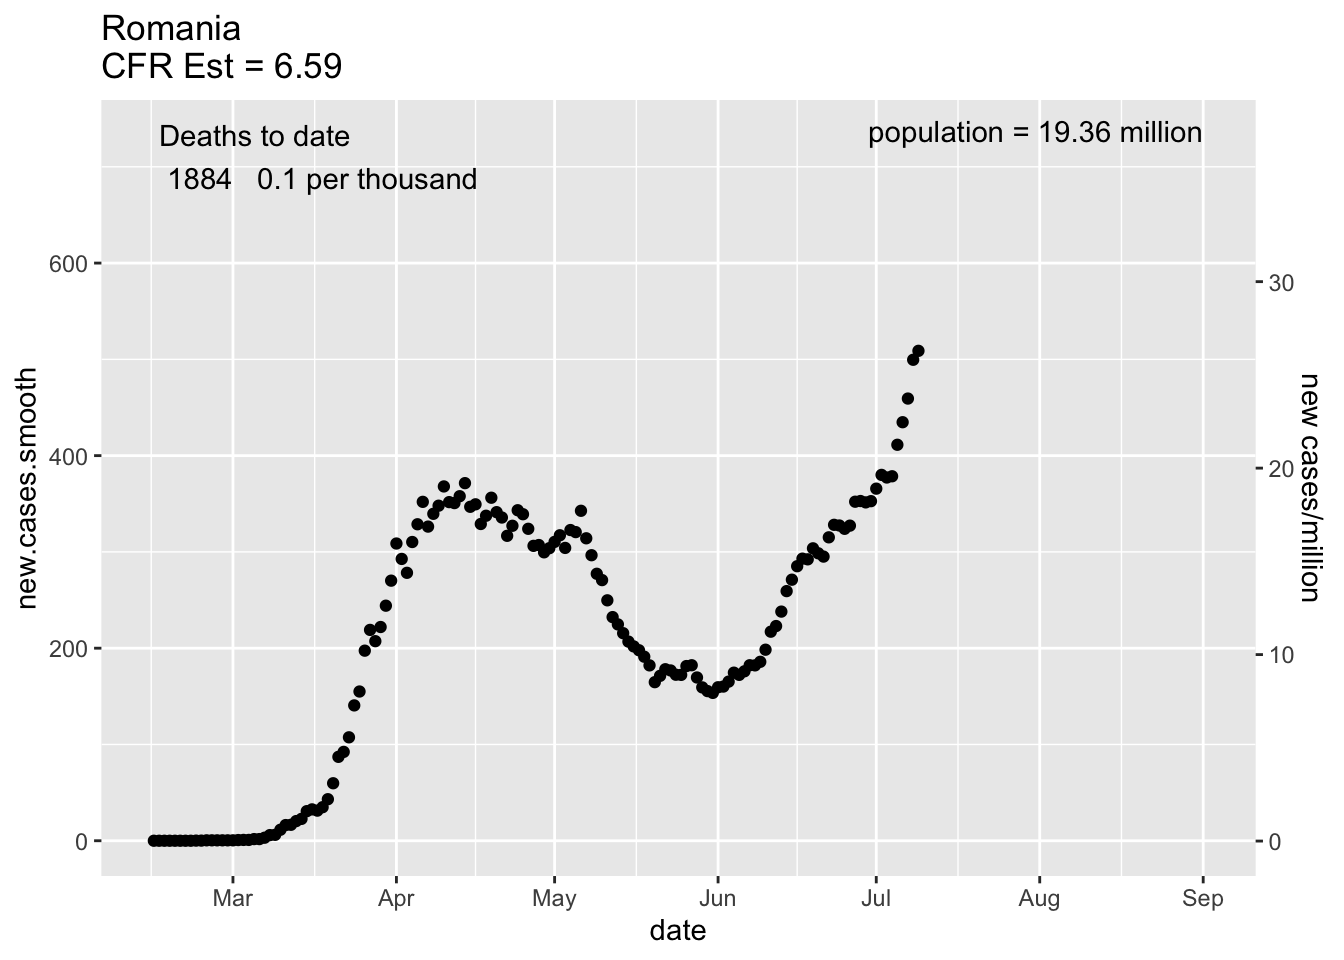 Romania
CFR Est = 6.59
Deaths to date
population = 19.36 million
1884   0.1 per thousand
600
400
200
0
30
20
10
0
new.cases.smooth
new cases/million
Mar Apr May Jun Jul Aug Sep
date